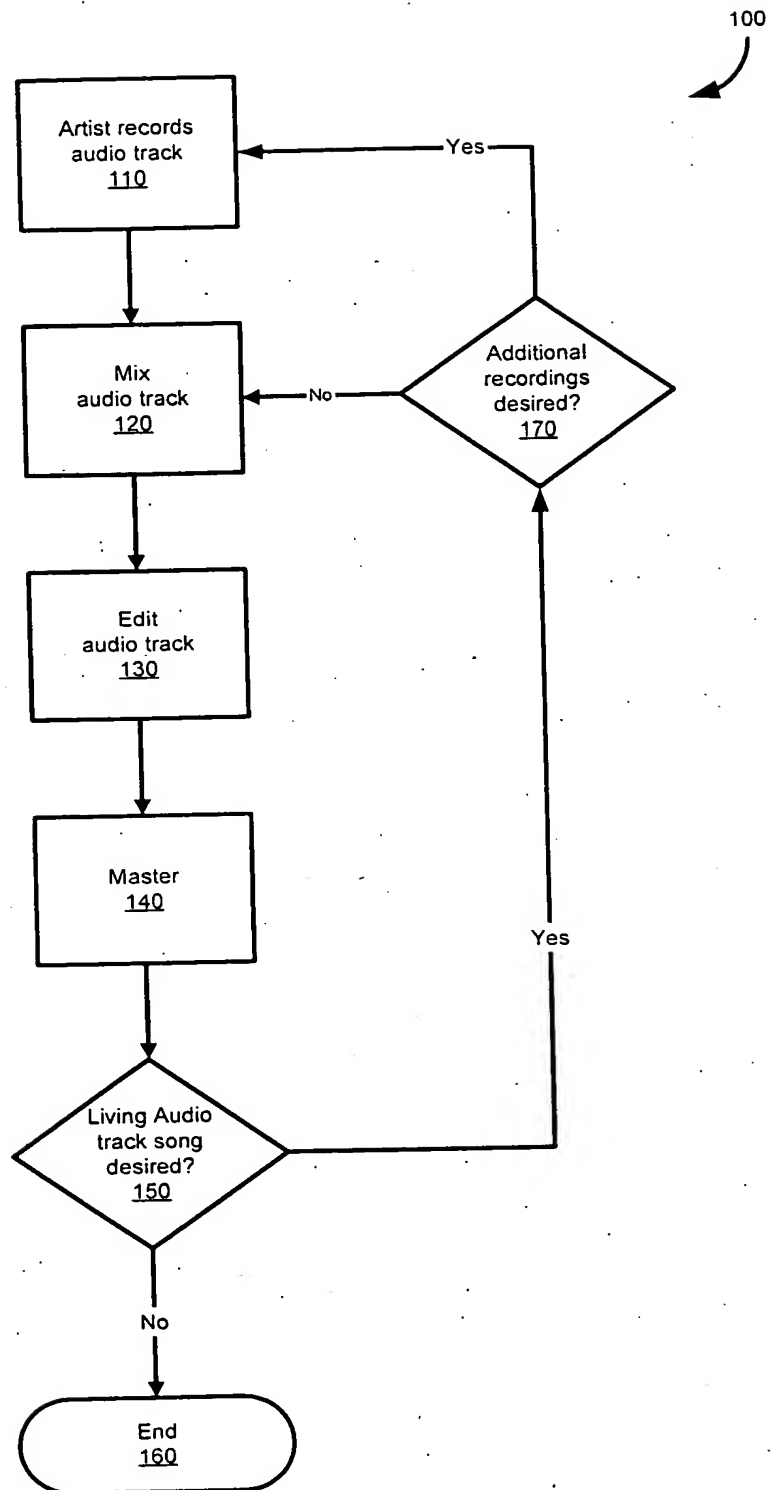 100
Artist records
audio track
110
Yes
Mix
audio track
120
No
Additional
recordings
desired?
170
Edit
audio track
130
Master
140
Yes
Living Audio
track song
desired?
150
No
End
160